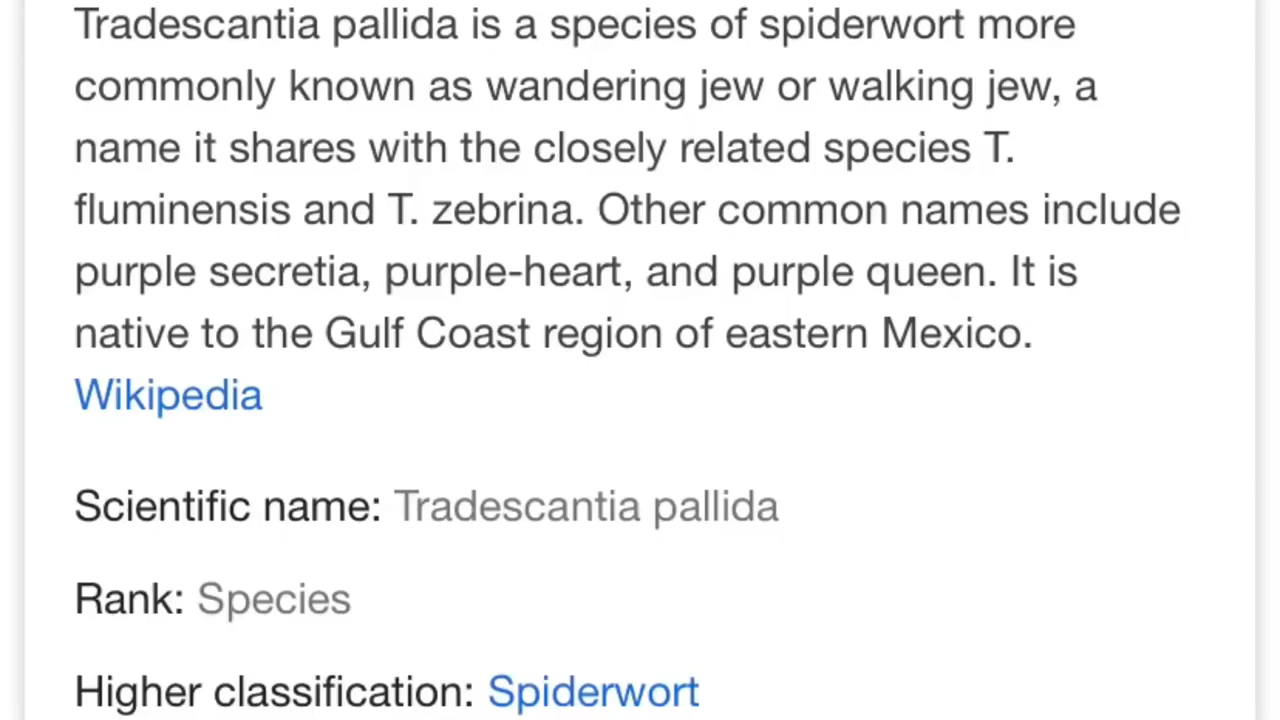 Tradescantia pallida is a species of spiderwort more
commonly known as wandering jew or walking jew, a
name it shares with the closely related species T.
fluminensis and T. zebrina. Other common names include
purple secretia, purple-heart, and purple queen. It is
native to the Gulf Coast region of eastern Mexico.
Wikipedia
Scientific name: Tradescantia pallida
Rank: Species
Higher classification: Spiderwort